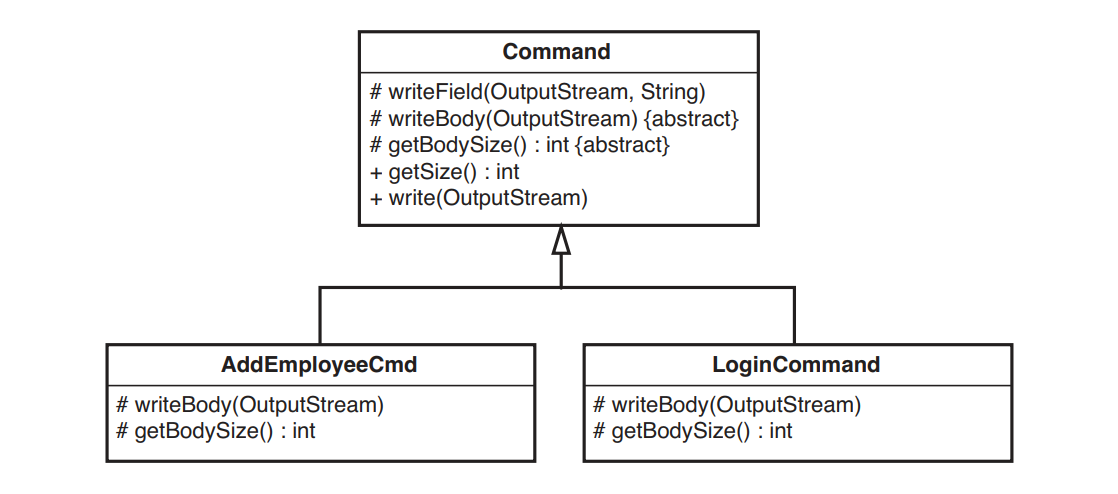 Command
# writeField(OutputStream, String)
# writeBody(OutputStream) {abstract}
# getBodySize() : int {abstract}
+ getSize() : int
+ write(OutputStream)
AddEmployeeCmd
# writeBody(OutputStream)
# getBodySize() : int
LoginCommand
# writeBody(OutputStream)
# getBodySize() : int